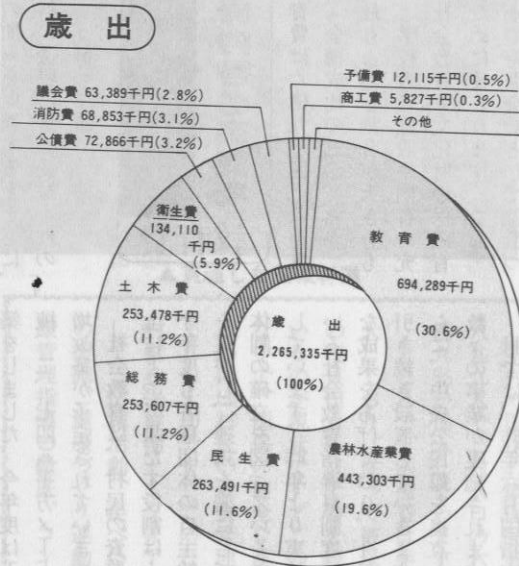 歳 出
予備費 12,115千円(0.5%)
商工費 5,827千円(0.3%)
その他
議会費 63,389千円(2.8%)
消防費 68,853千円(3.1%)
公債費 72,866千円(3.2%)
衛生費
134,110
千円
(5.9%)
土 木 費
253,478千円
(11.2%)
総 務 費
253,607千円
(11.2%)
民 生 費
263,491千円
(11.6%)
農林水産業費
443,303千円
(19.6%)
教 育 費
694,289千円
(30.6%)
歳 出
2,265,335千円
(100%)